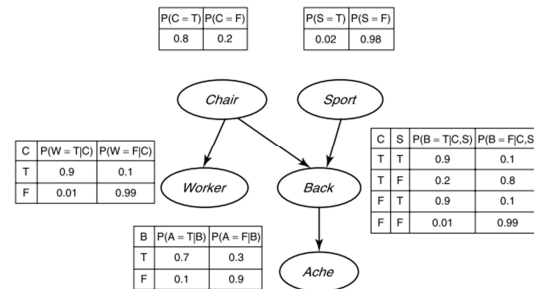 P(C = T) P(C = F)
0.8 0.2
P(S = T) P(S = F)
0.02 0.98
Chair
Sport
C P(W = T|C) P(W = F|C)
T 0.9 0.1
F 0.01 0.99
Worker
Back
C S P(B = T|C,S) P(B = F|C,S
T T 0.9 0.1
T F 0.2 0.8
F T 0.9 0.1
F F 0.01 0.99
B P(A = T|B) P(A = F|B)
T 0.7 0.3
F 0.1 0.9
Ache